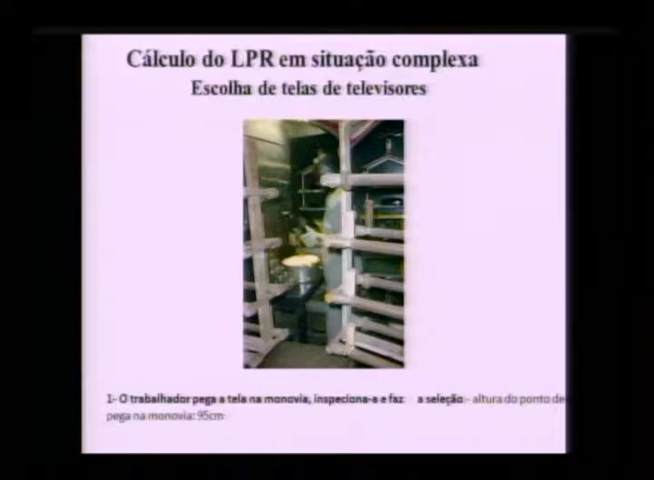 Cálculo do LPR em situação complexa
Escolha de telas de televisores
1- O trabalhador pega a tela na monovia, inspeciona-a e faz a seleção - altura do ponto de
pega na monovia: 95cm